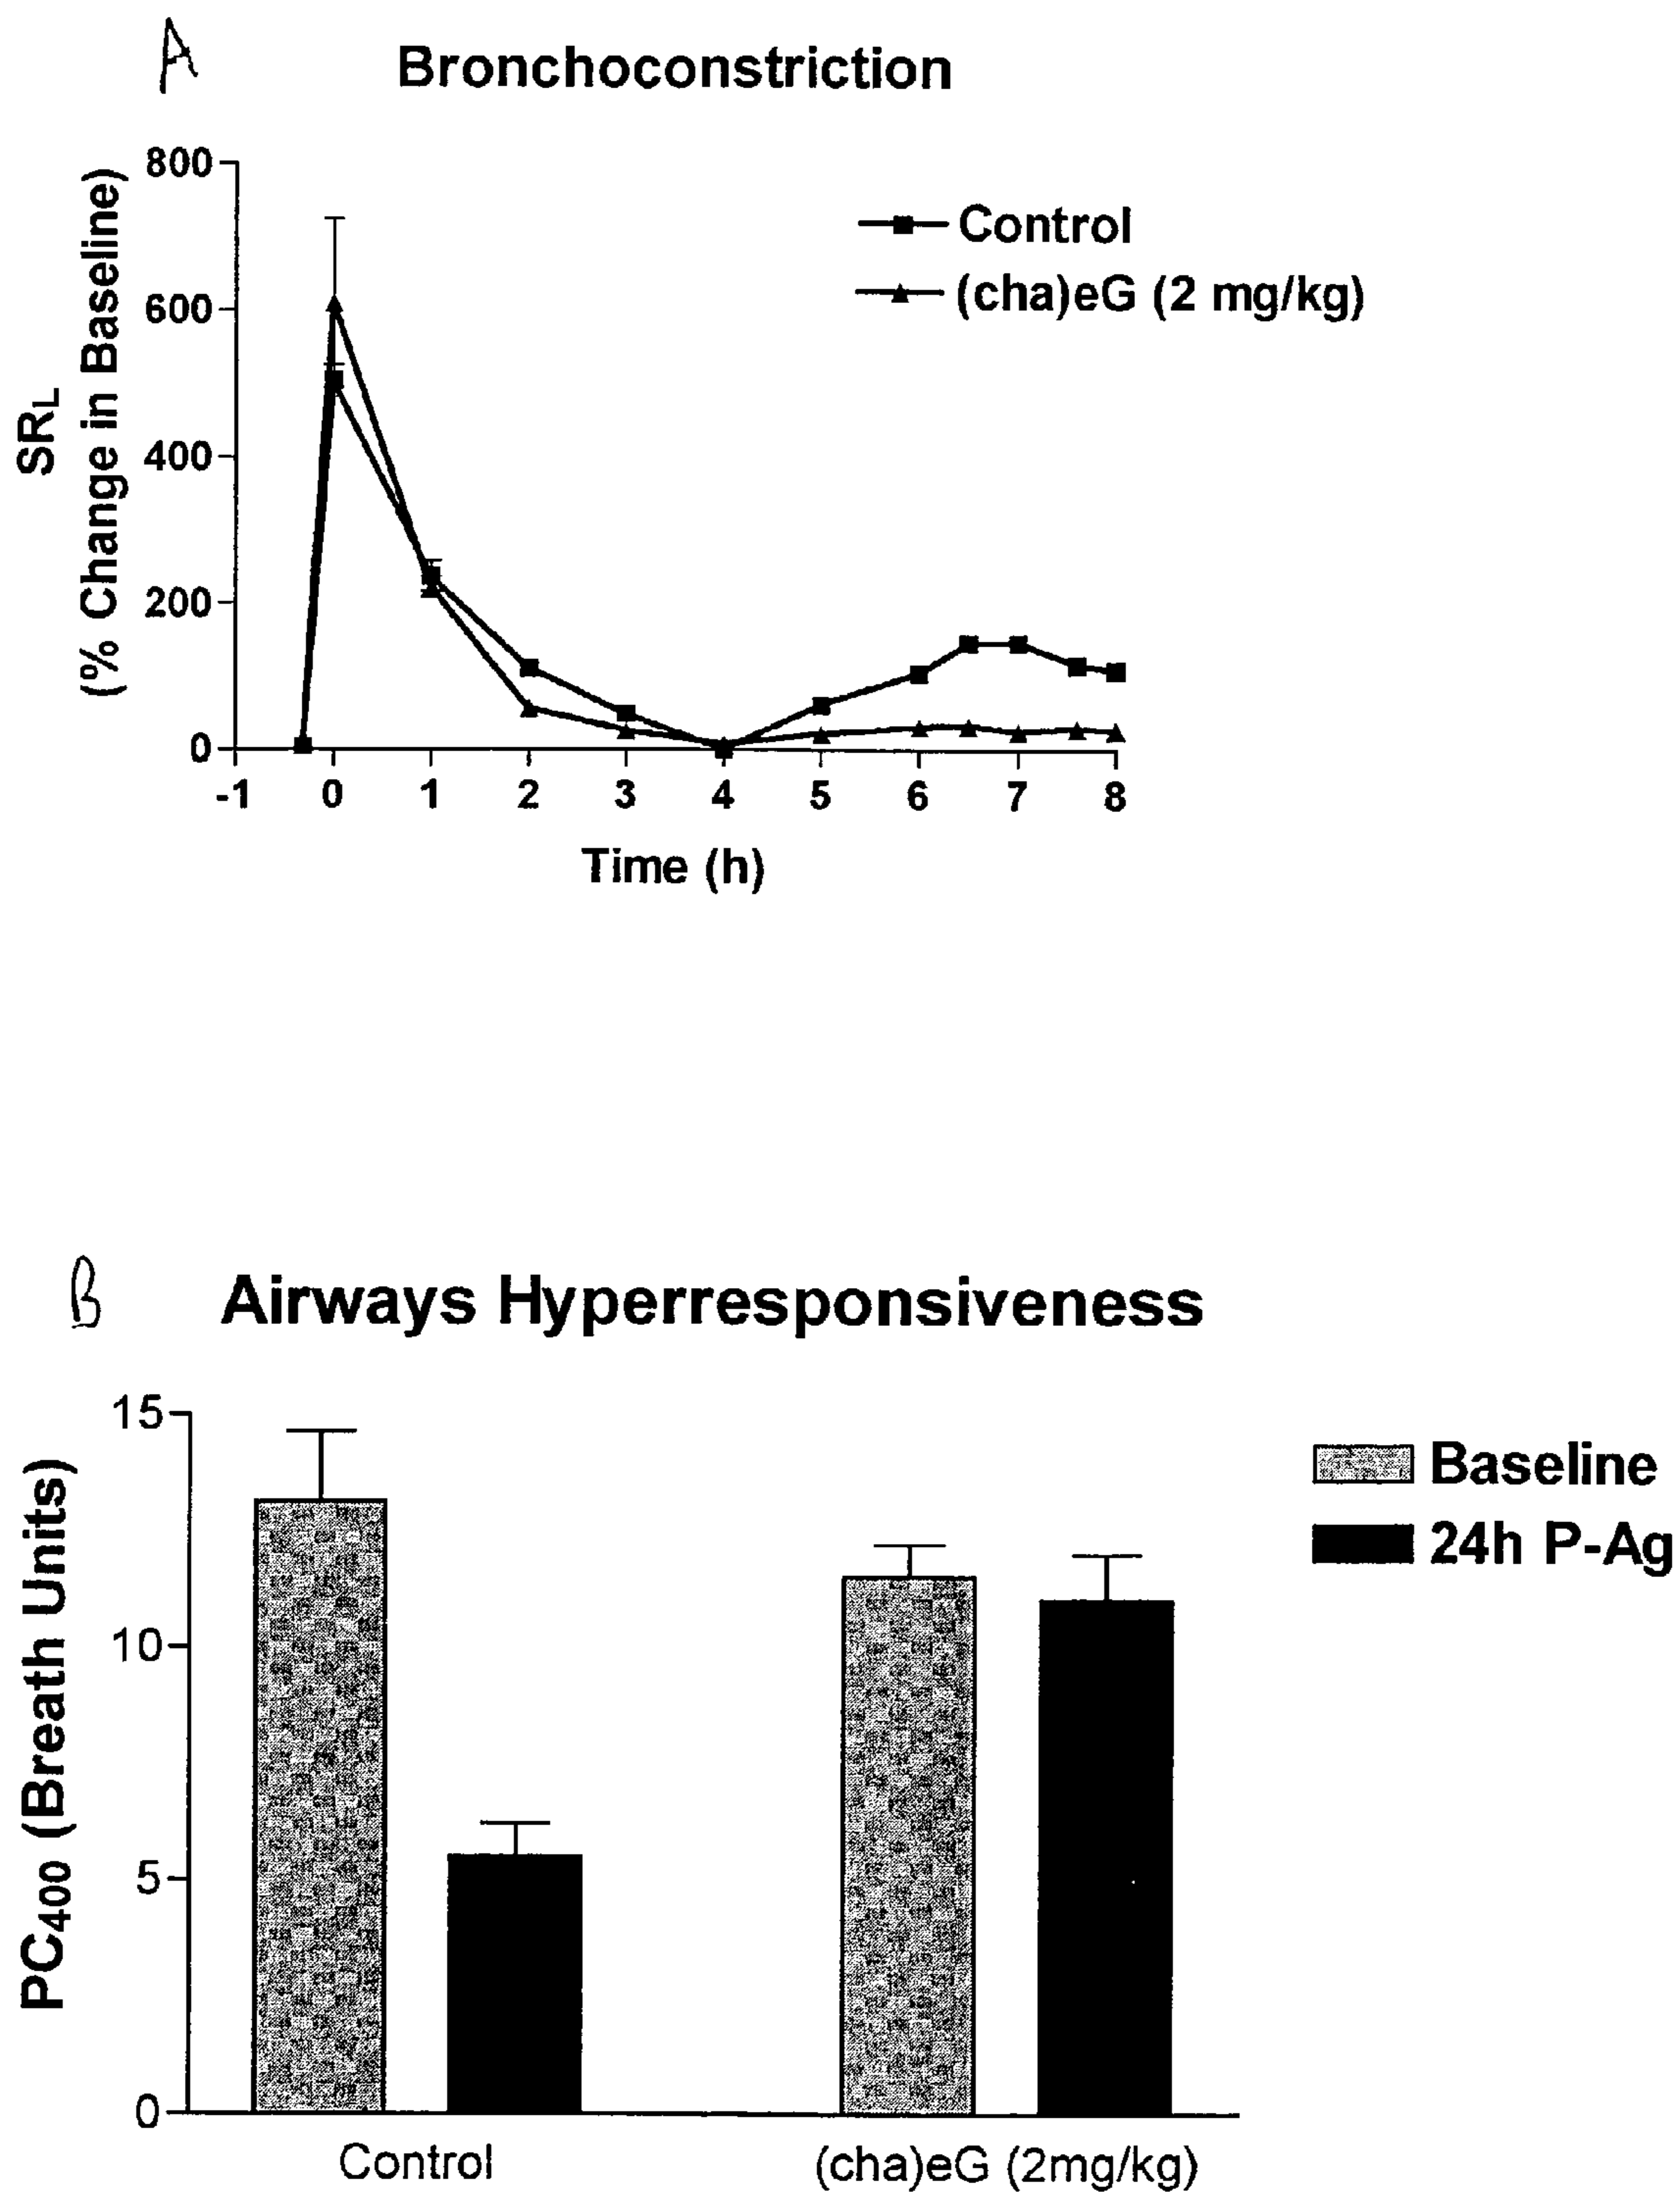 A
Bronchoconstriction
SRL
(% Change in Baseline)
800
600
400
200
0
Control
(cha)eG (2 mg/kg)
-1 0 1 2 3 4 5 6 7 8
Time (h)
B
Airways Hyperresponsiveness
PC400 (Breath Units)
15
10
5
0
Baseline
24h P-Ag
Control (cha)eG (2mg/kg)